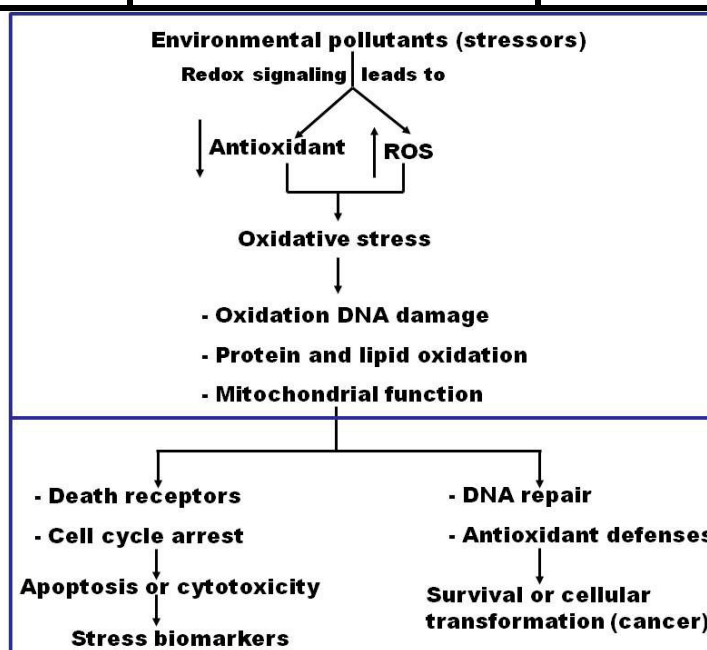 Environmental pollutants (stressors)
Redox signaling leads to
Antioxidant
ROS
Oxidative stress
- Oxidation DNA damage
- Protein and lipid oxidation
- Mitochondrial function
- Death receptors
- Cell cycle arrest
Apoptosis or cytotoxicity
Stress biomarkers
- DNA repair
- Antioxidant defenses
Survival or cellular
transformation (cancer)